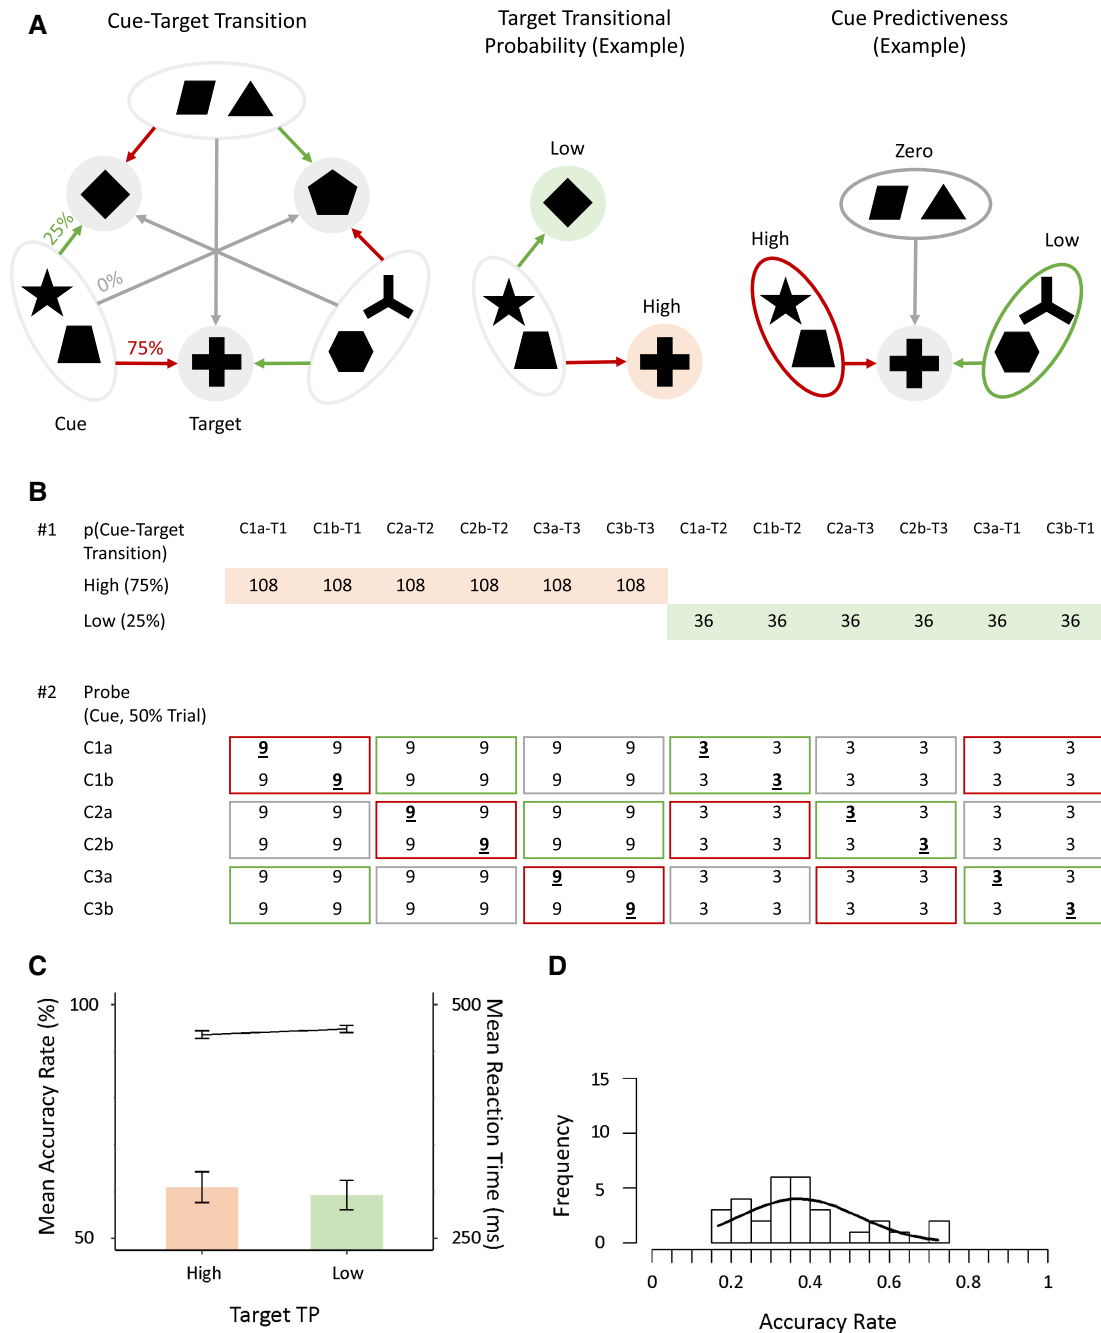 A
Cue-Target Transition
Target Transitional
Probability (Example)
Cue Predictiveness
(Example)
25%
0%
75%
Cue
Target
Low
High
Zero
High
Low
B
#1 p(Cue-Target C1a-T1 C1b-T1 C2a-T2 C2b-T2 C3a-T3 C3b-T3 C1a-T2 C1b-T2 C2a-T3 C2b-T3 C3a-T1 C3b-T1
Transition)
High (75%) 108 108 108 108 108 108
Low (25%) 36 36 36 36 36 36
#2 Probe
(Cue, 50% Trial)
C1a 9 9 9 9 9 9 3 3 3 3 3 3
C1b 9 9 9 9 9 9 3 3 3 3 3 3
C2a 9 9 9 9 9 9 3 3 3 3 3 3
C2b 9 9 9 9 9 9 3 3 3 3 3 3
C3a 9 9 9 9 9 9 3 3 3 3 3 3
C3b 9 9 9 9 9 9 3 3 3 3 3 3
C
Mean Accuracy Rate (%)
100
50
500
250
Mean Reaction Time (ms)
High Low
Target TP
D
Frequency
15
10
5
0
0 0.2 0.4 0.6 0.8 1
Accuracy Rate